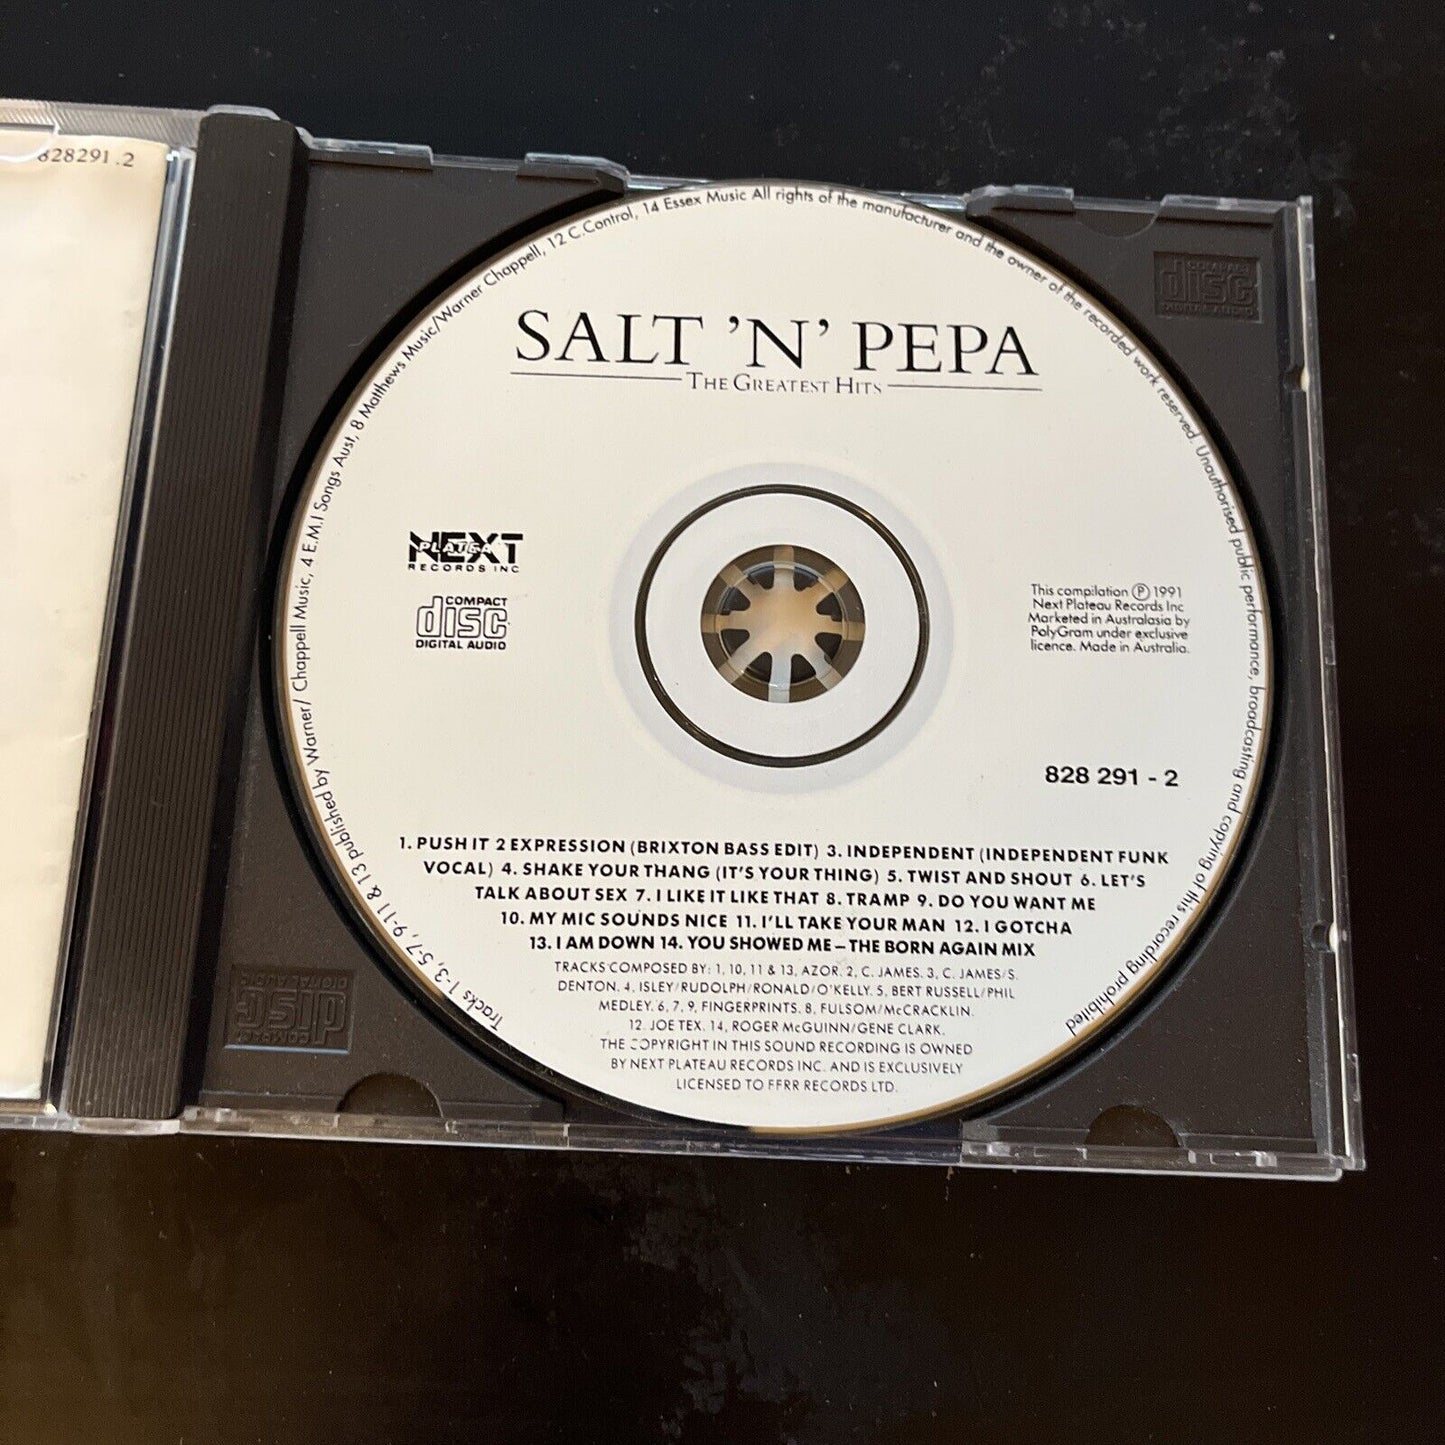 828291.2
SALT 'N' PEPA
THE GREATEST HITS
NEXT
PLATEAU
RECORDS INC
COMPACT
disc
DIGITAL AUDIO
This compilation Ⓟ 1991
Next Plateau Records Inc
Marketed in Australasia by
PolyGram under exclusive
licence. Made in Australia.
828 291 - 2
1. PUSH IT 2 EXPRESSION (BRIXTON BASS EDIT) 3. INDEPENDENT (INDEPENDENT FUNK
VOCAL) 4. SHAKE YOUR THANG (IT'S YOUR THING) 5. TWIST AND SHOUT 6. LET'S
TALK ABOUT SEX 7. I LIKE IT LIKE THAT 8. TRAMP 9. DO YOU WANT ME
10. MY MIC SOUNDS NICE 11. I'LL TAKE YOUR MAN 12. I GOTCHA
13. I AM DOWN 14. YOU SHOWED ME – THE BORN AGAIN MIX
TRACKS COMPOSED BY: 1, 10, 11 & 13, AZOR. 2, C. JAMES. 3, C. JAMES/S.
DENTON. 4, ISLEY/RUDOLPH/RONALD/O'KELLY. 5, BERT RUSSELL/PHIL
MEDLEY. 6, 7, 9, FINGERPRINTS. 8, FULSOM/McCRACKLIN.
12. JOE TEX. 14, ROGER McGUINN/GENE CLARK.
THE COPYRIGHT IN THIS SOUND RECORDING IS OWNED
BY NEXT PLATEAU RECORDS INC. AND IS EXCLUSIVELY
LICENSED TO FFRR RECORDS LTD.
Tracks 1-3, 5-7, 9-11 & 13 published by Warner/ Chappell Music, 4 E.M.I Songs Aust, 8 Matthews Music/Warner Chappell, 12 C.Control, 14 Essex Music All rights of the manufacturer and the owner of the recorded work reserved. Unauthorised public performance, broadcasting and copying of this recording prohibited
COMPACT
disc
DIGITAL AUDIO
COMPACT
disc
DIGITAL AUDIO